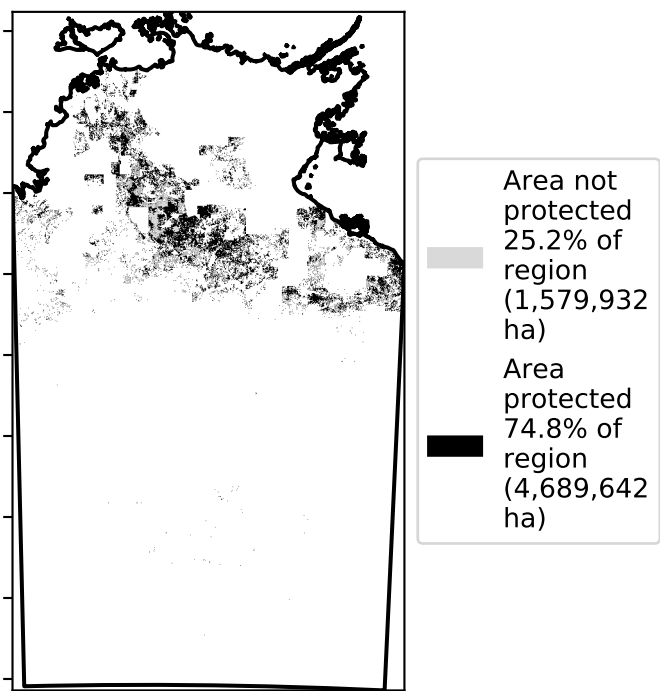 Area not
protected
25.2% of
region
(1,579,932
ha)
Area
protected
74.8% of
region
(4,689,642
ha)